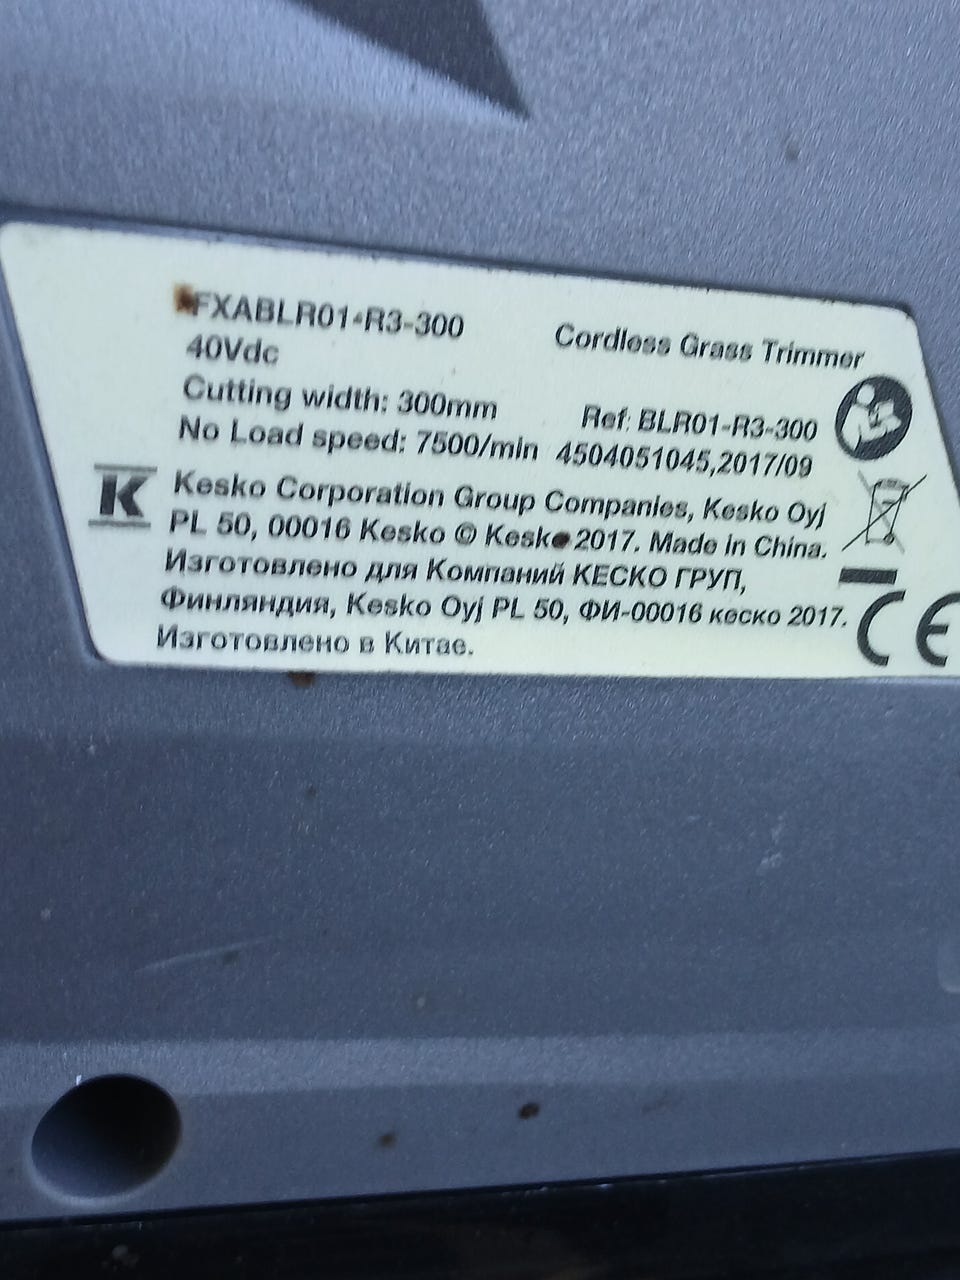 FXABLR01-R3-300
Cordless Grass Trimmer
40Vdc
Cutting width: 300mm
Ref: BLR01-R3-300
No Load speed: 7500/min
4504051045,2017/09
K
Kesko Corporation Group Companies, Kesko Oyj
PL 50, 00016 Kesko © Kesko 2017. Made in China.
Изготовлено для Компаний КЕСКО ГРУП,
Финляндия, Kesko Oyj PL 50, ФИ-00016 кеско 2017.
Изготовлено в Китае.
CE